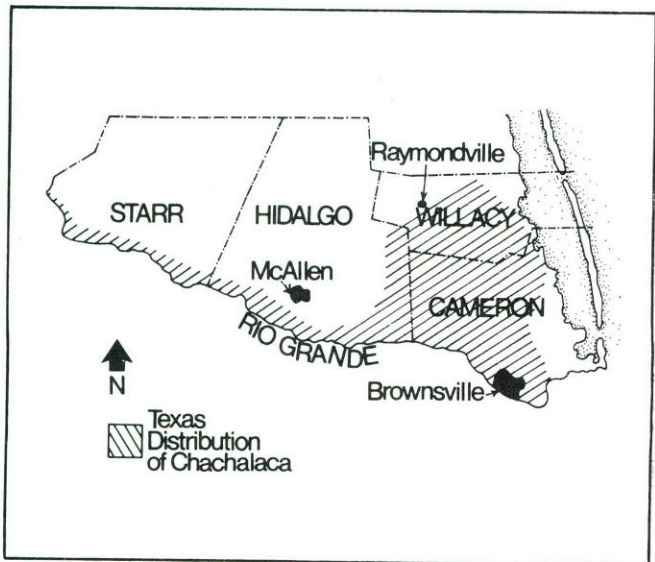 Raymondville
STARR
HIDALGO
WILLACY
McAllen
CAMERON
RIO GRANDE
N
Brownsville
Texas
Distribution
of Chachalaca